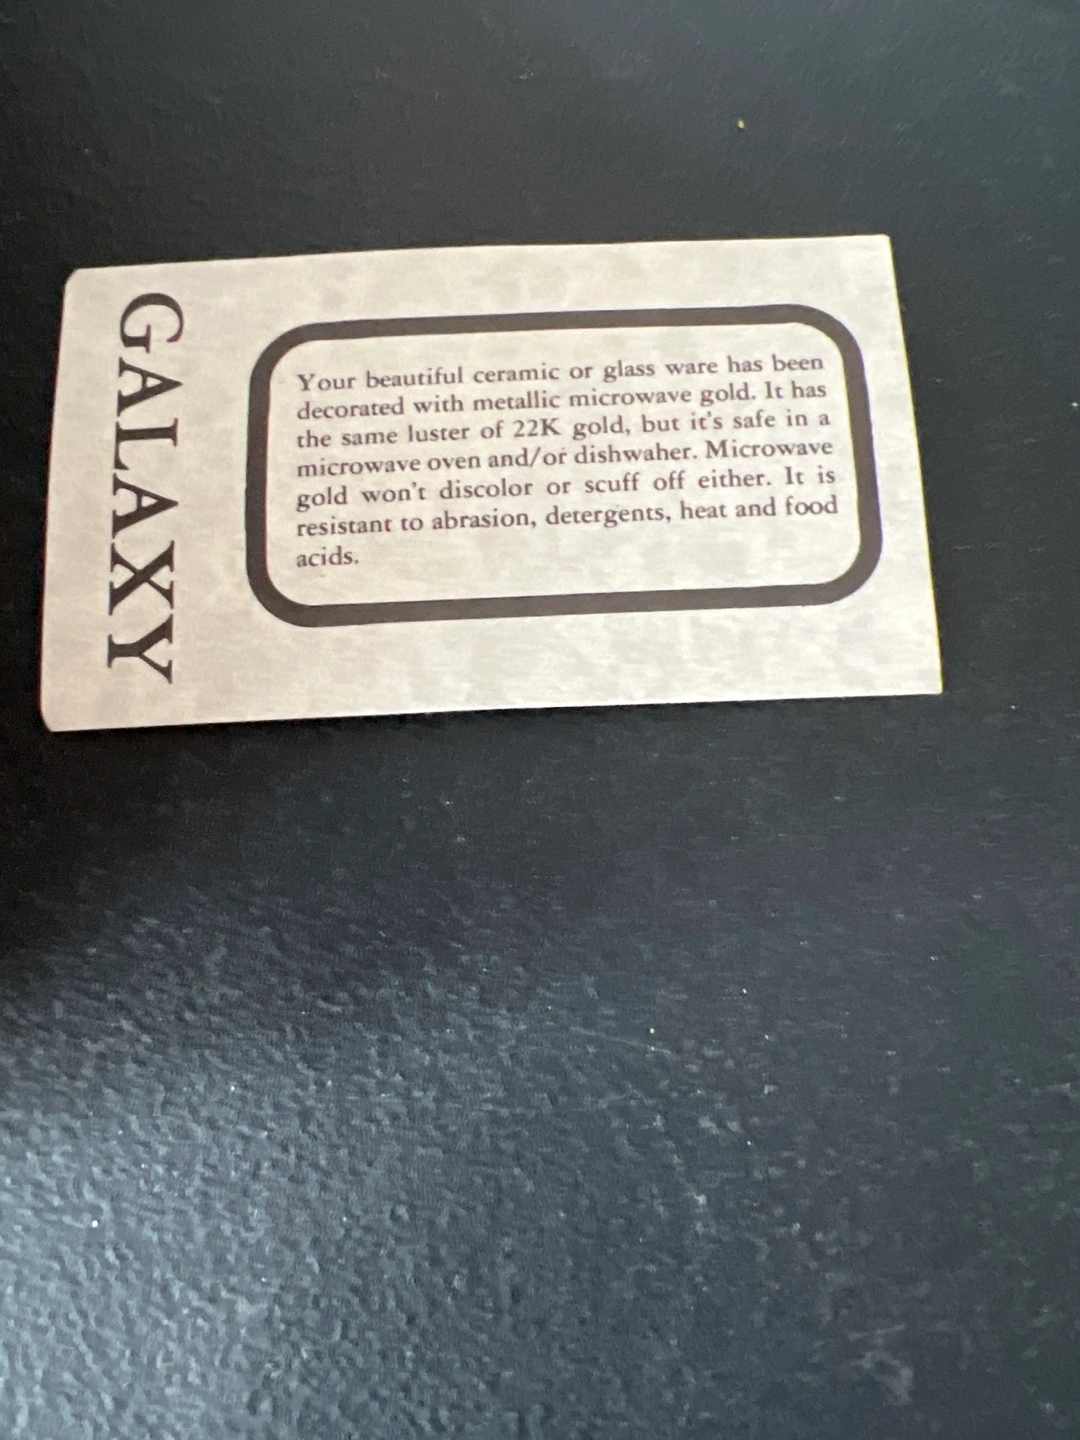 GALAXY
Your beautiful ceramic or glass ware has been
decorated with metallic microwave gold. It has
the same luster of 22K gold, but it's safe in a
microwave oven and/or dishwaher. Microwave
gold won't discolor or scuff off either. It is
resistant to abrasion, detergents, heat and food
acids.